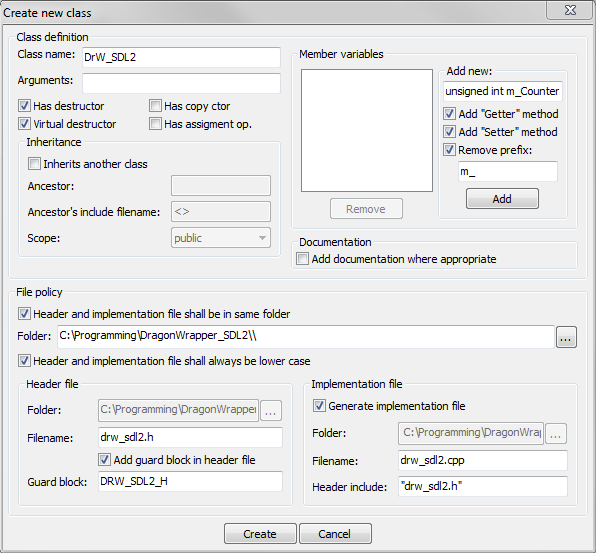 Create new class
Class definition
Class name: DrW_SDL2
Arguments:
Has destructor Has copy ctor
Virtual destructor Has assigment op.
Inheritance
Inherits another class
Ancestor:
Ancestor's include filename: <>
Scope: public
Member variables
Remove
Add new:
unsigned int m_Counter
Add "Getter" method
Add "Setter" method
Remove prefix:
m_
Add
Documentation
Add documentation where appropriate
File policy
Header and implementation file shall be in same folder
Folder: C:\Programming\DragonWrapper_SDL2\\ ...
Header and implementation file shall always be lower case
Header file
Folder: C:\Programming\DragonWrapper ...
Filename: drw_sdl2.h
Add guard block in header file
Guard block: DRW_SDL2_H
Implementation file
Generate implementation file
Folder: C:\Programming\DragonWrap ...
Filename: drw_sdl2.cpp
Header include: "drw_sdl2.h"
Create Cancel